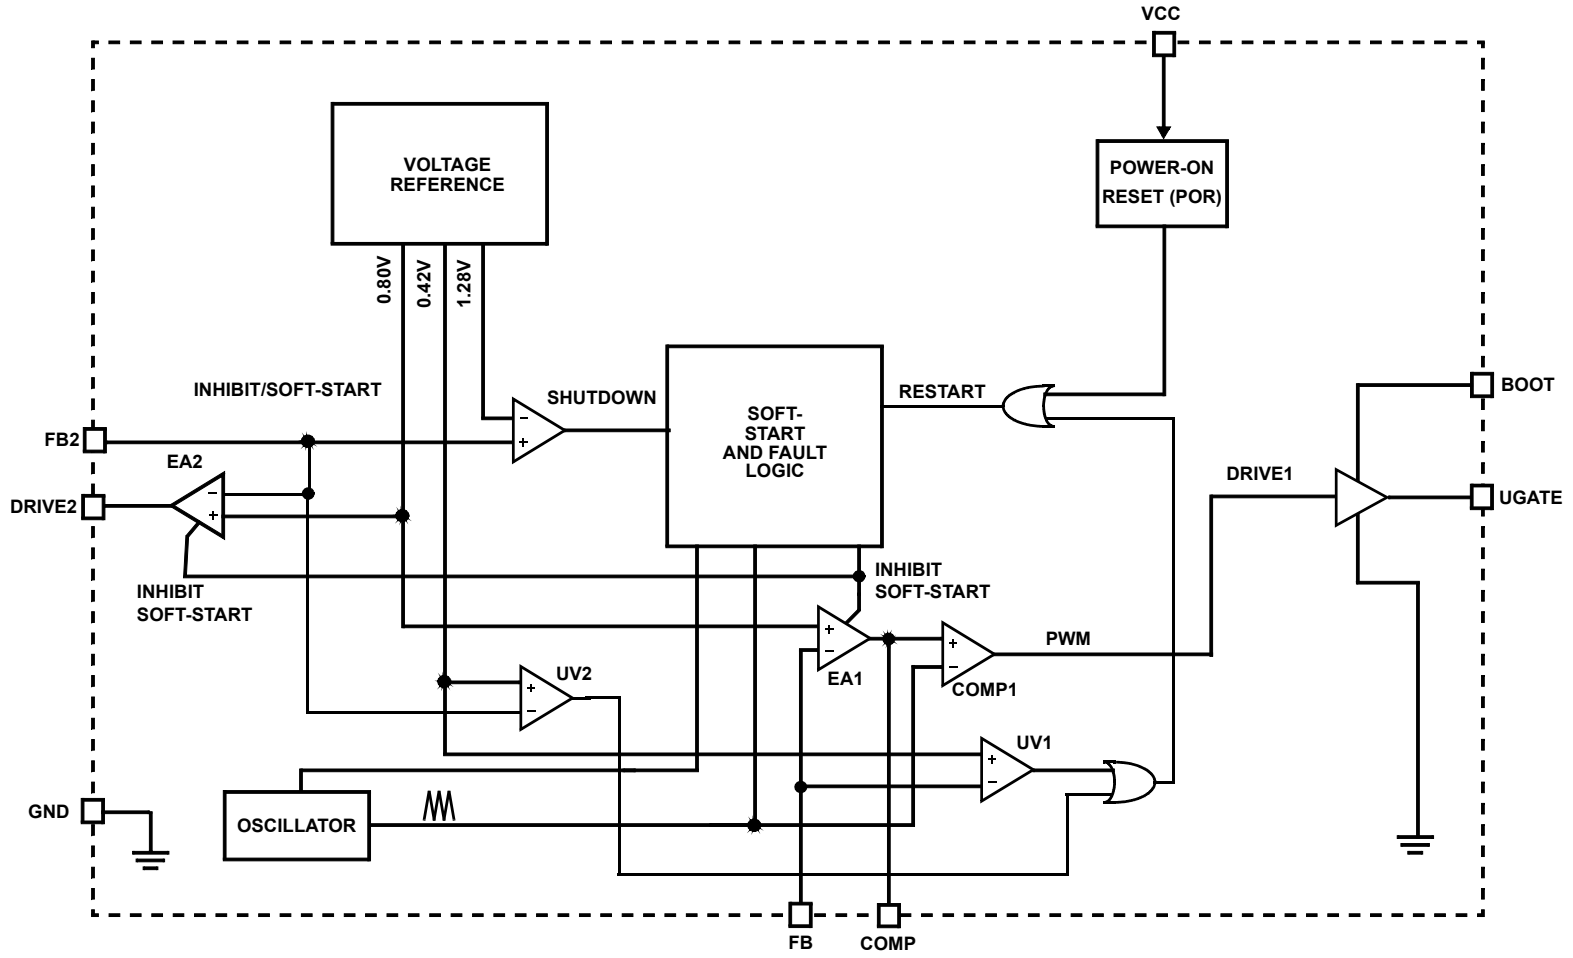 VCC
VOLTAGE
REFERENCE
POWER-ON
RESET (POR)
0.80V
0.42V
1.28V
INHIBIT/SOFT-START
SHUTDOWN
RESTART
BOOT
SOFT-
START
AND FAULT
LOGIC
FB2
EA2
DRIVE2
DRIVE1
UGATE
INHIBIT
SOFT-START
INHIBIT
SOFT-START
PWM
EA1
COMP1
UV2
UV1
GND
OSCILLATOR
FB
COMP
− +
− +
+ −
+ −
+ −
+ −